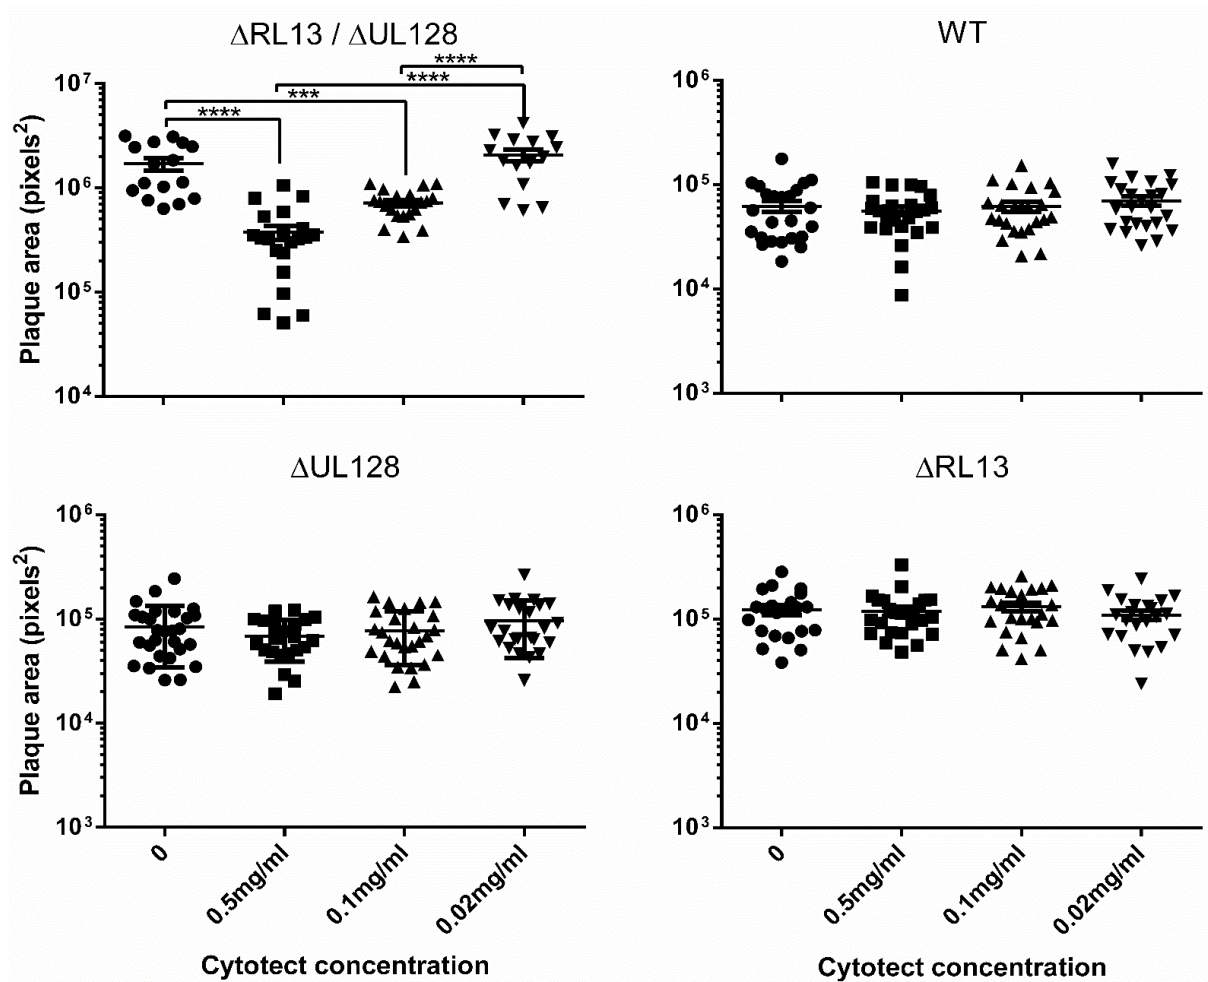 ΔRL13 / ΔUL128
Plaque area (pixels²)
10⁷
10⁶
10⁵
10⁴
****
***
****
****
WT
10⁶
10⁵
10⁴
10³
ΔUL128
Plaque area (pixels²)
10⁶
10⁵
10⁴
10³
0
0.5mg/ml
0.1mg/ml
0.02mg/ml
Cytotect concentration
ΔRL13
10⁶
10⁵
10⁴
10³
0
0.5mg/ml
0.1mg/ml
0.02mg/ml
Cytotect concentration